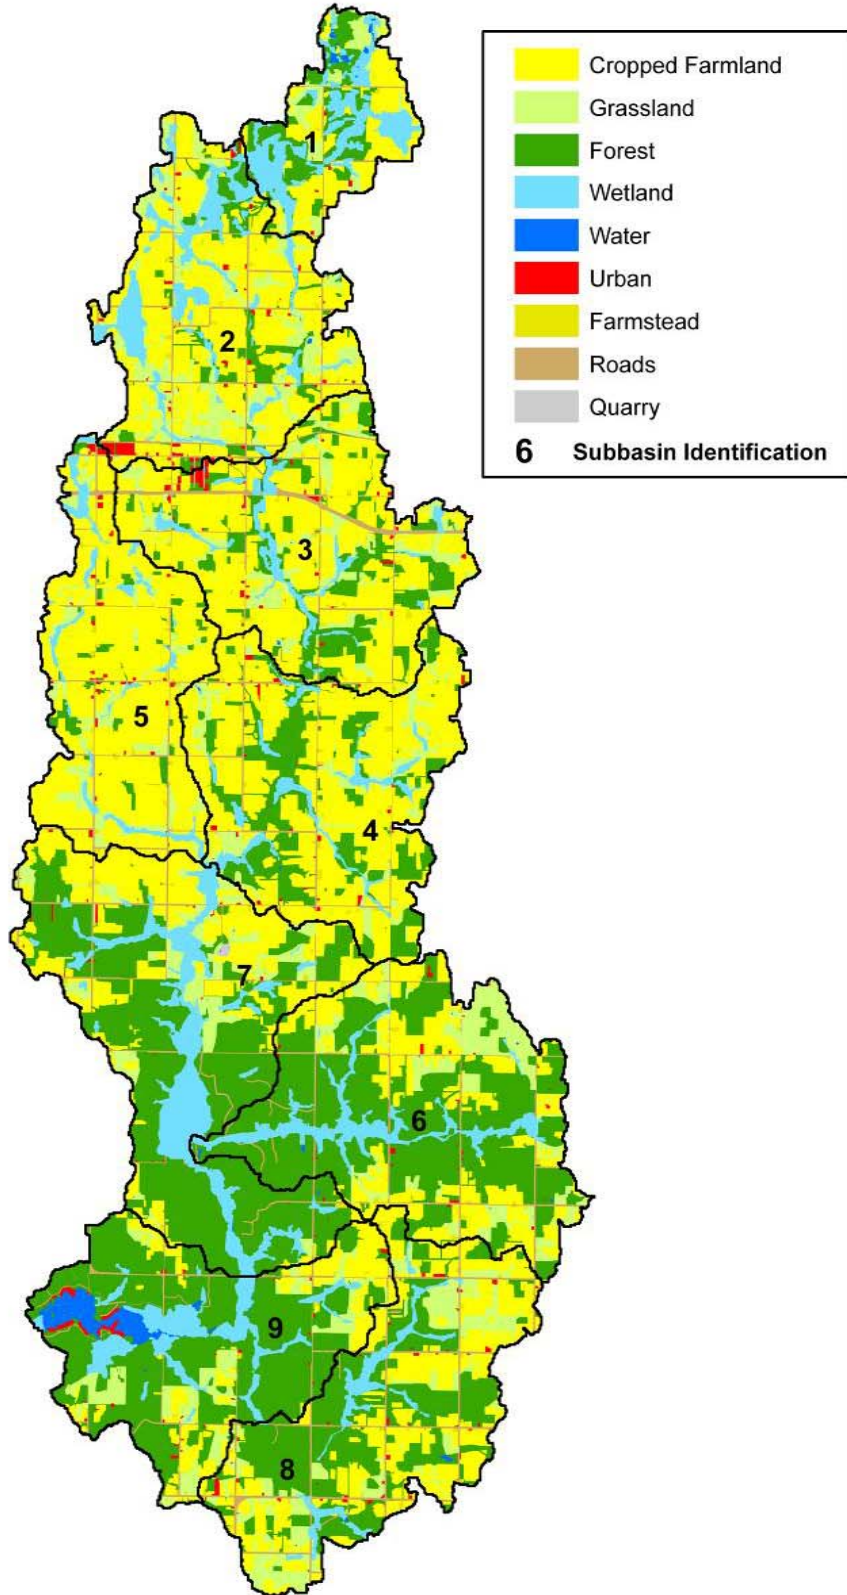 Cropped Farmland
Grassland
Forest
Wetland
Water
Urban
Farmstead
Roads
Quarry
6 Subbasin Identification
1
2
3
5
4
7
6
9
8